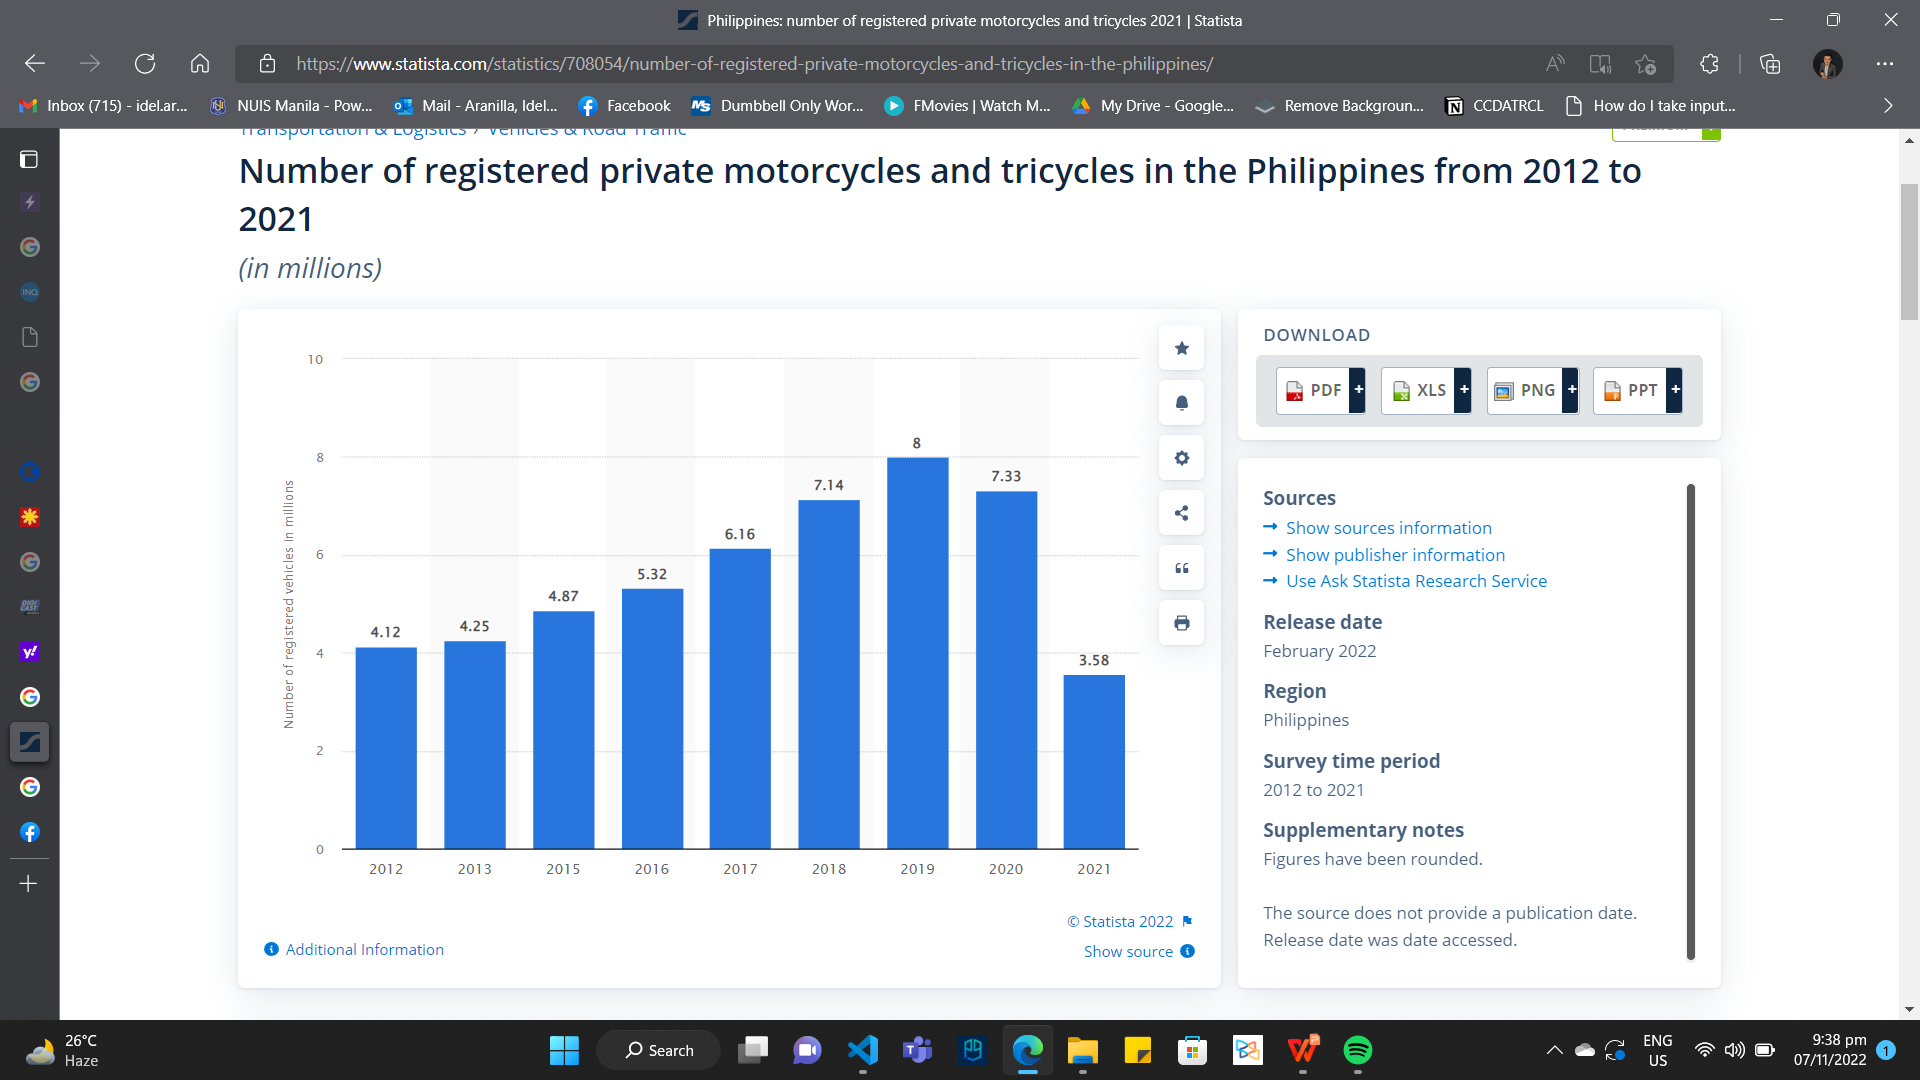 Philippines: number of registered private motorcycles and tricycles 2021 | Statista
https://www.statista.com/statistics/708054/number-of-registered-private-motorcycles-and-tricycles-in-the-philippines/
Inbox (715) - idel.ar... NUIS Manila - Pow... Mail - Aranilla, Idel... Facebook Dumbbell Only Wor... FMovies | Watch M... My Drive - Google... Remove Backgroun... CCDATRCL How do I take input...
Transportation & Logistics › Vehicles & Road Traffic
Number of registered private motorcycles and tricycles in the Philippines from 2012 to
2021
(in millions)
Number of registered vehicles in millions
10
8
6
4
2
0
4.12
4.25
4.87
5.32
6.16
7.14
8
7.33
3.58
2012 2013 2015 2016 2017 2018 2019 2020 2021
© Statista 2022
Additional Information
Show source
DOWNLOAD
PDF + XLS + PNG + PPT +
Sources
Show sources information
Show publisher information
Use Ask Statista Research Service
Release date
February 2022
Region
Philippines
Survey time period
2012 to 2021
Supplementary notes
Figures have been rounded.
The source does not provide a publication date.
Release date was date accessed.
26°C
Haze
Search
ENG
US
9:38 pm
07/11/2022
1